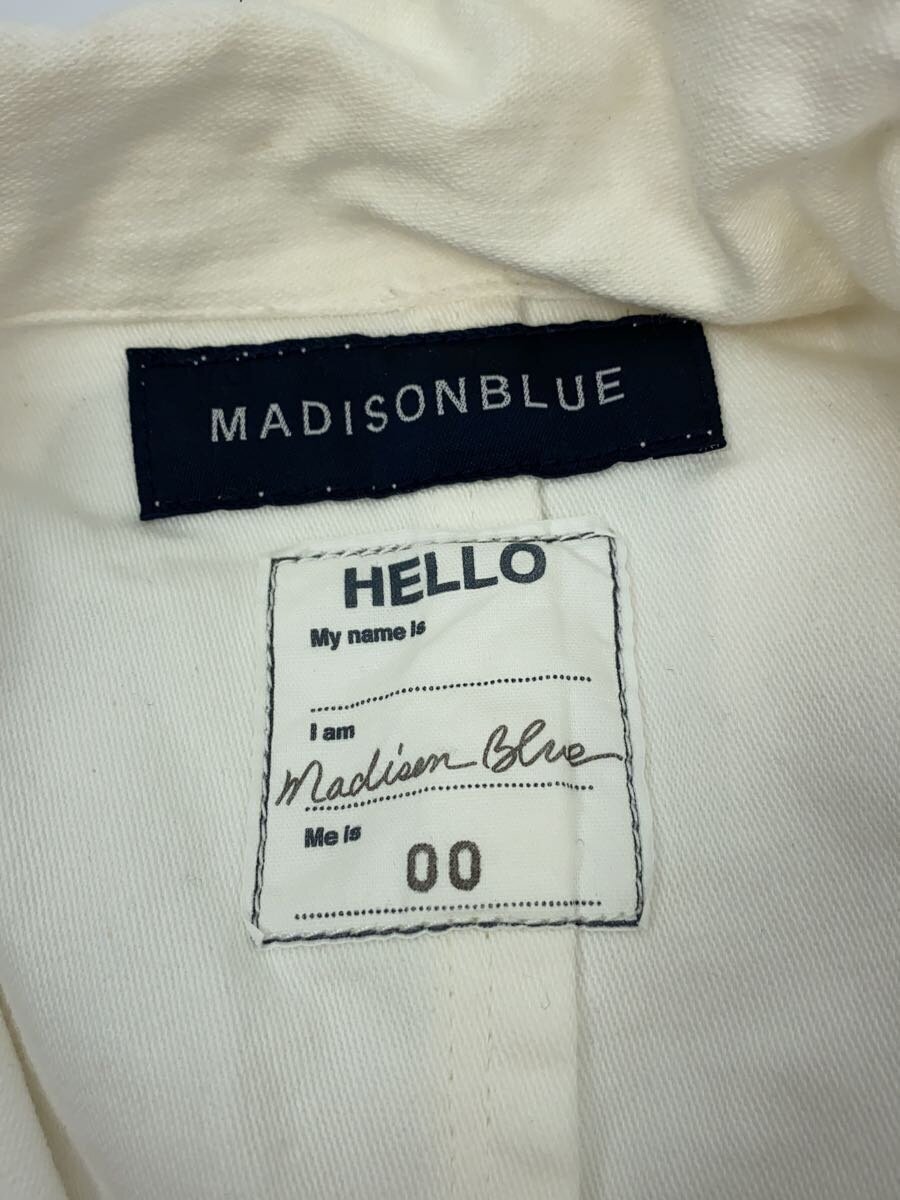 MADISONBLUE
HELLO
My name is
I am
Madison Blue
Me is
00